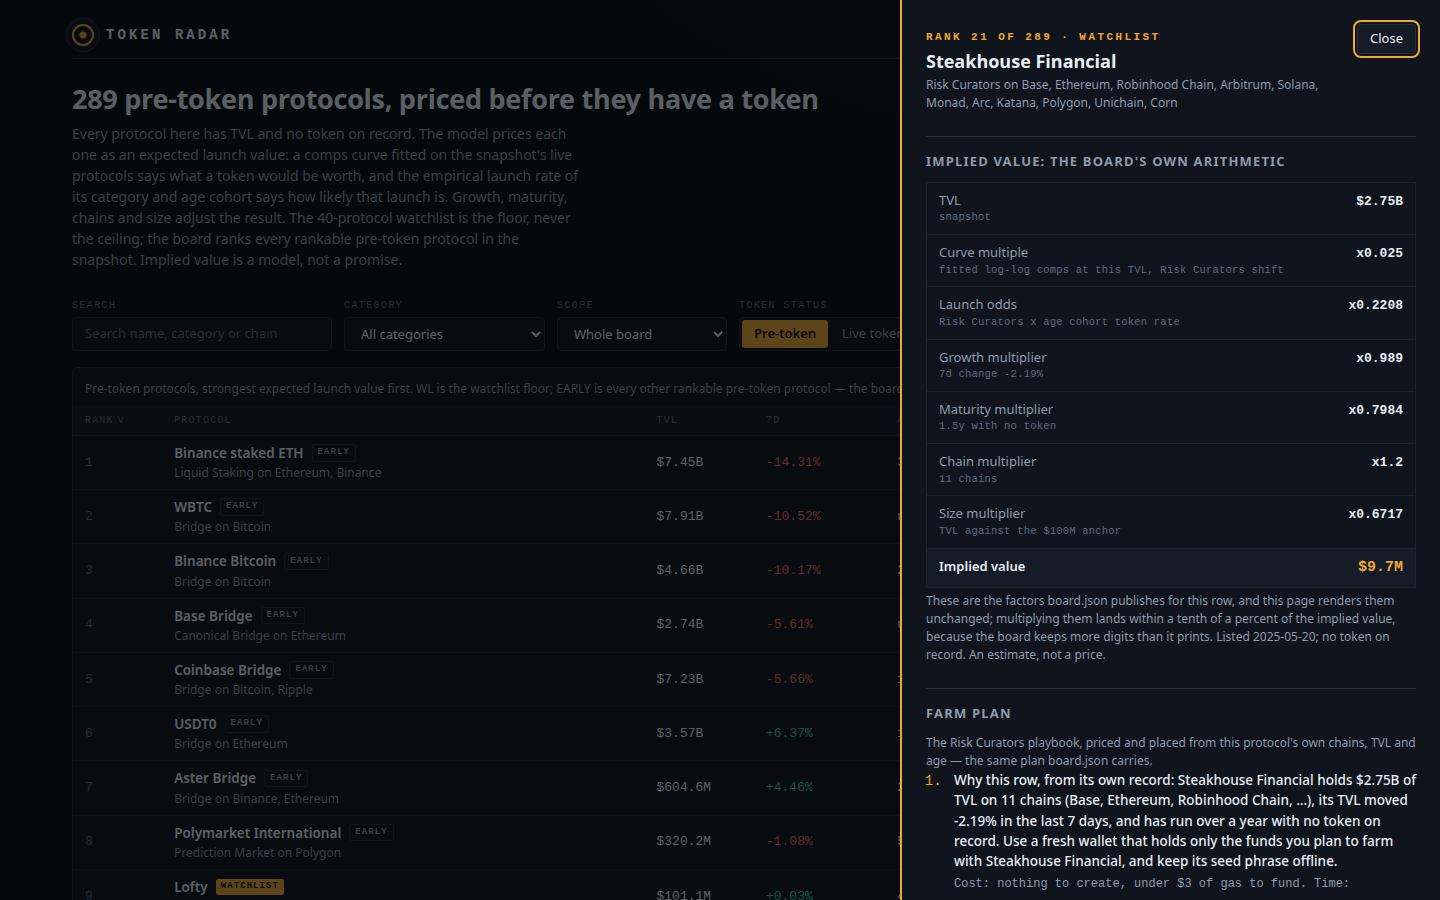 TOKEN RADAR
289 pre-token protocols, priced before they have a token
Every protocol here has TVL and no token on record. The model prices each
one as an expected launch value: a comps curve fitted on the snapshot's live
protocols says what a token would be worth, and the empirical launch rate of
its category and age cohort says how likely that launch is. Growth, maturity,
chains and size adjust the result. The 40-protocol watchlist is the floor, never
the ceiling; the board ranks every rankable pre-token protocol in the
snapshot. Implied value is a model, not a promise.
SEARCH CATEGORY SCOPE TOKEN STATUS
Search name, category or chain All categories Whole board Pre-token Live token
Pre-token protocols, strongest expected launch value first. WL is the watchlist floor; EARLY is every other rankable pre-token protocol — the board
RANK V PROTOCOL TVL 7D
1 Binance staked ETH EARLY $7.45B -14.31%
Liquid Staking on Ethereum, Binance
2 WBTC EARLY $7.91B -10.52%
Bridge on Bitcoin
3 Binance Bitcoin EARLY $4.66B -10.17%
Bridge on Bitcoin
4 Base Bridge EARLY $2.74B -5.61%
Canonical Bridge on Ethereum
5 Coinbase Bridge EARLY $7.23B -5.66%
Bridge on Bitcoin, Ripple
6 USDT0 EARLY $3.57B +6.37%
Bridge on Ethereum
7 Aster Bridge EARLY $604.6M +4.46%
Bridge on Binance, Ethereum
8 Polymarket International EARLY $320.2M -1.08%
Prediction Market on Polygon
9 Lofty WATCHLIST $101.1M +0.03%
RANK 21 OF 289 · WATCHLIST
Close
Steakhouse Financial
Risk Curators on Base, Ethereum, Robinhood Chain, Arbitrum, Solana,
Monad, Arc, Katana, Polygon, Unichain, Corn
IMPLIED VALUE: THE BOARD'S OWN ARITHMETIC
TVL $2.75B
snapshot
Curve multiple x0.025
fitted log-log comps at this TVL, Risk Curators shift
Launch odds x0.2208
Risk Curators x age cohort token rate
Growth multiplier x0.989
7d change -2.19%
Maturity multiplier x0.7984
1.5y with no token
Chain multiplier x1.2
11 chains
Size multiplier x0.6717
TVL against the $100M anchor
Implied value $9.7M
These are the factors board.json publishes for this row, and this page renders them
unchanged; multiplying them lands within a tenth of a percent of the implied value,
because the board keeps more digits than it prints. Listed 2025-05-20; no token on
record. An estimate, not a price.
FARM PLAN
The Risk Curators playbook, priced and placed from this protocol's own chains, TVL and
age — the same plan board.json carries.
1. Why this row, from its own record: Steakhouse Financial holds $2.75B of
TVL on 11 chains (Base, Ethereum, Robinhood Chain, ...), its TVL moved
-2.19% in the last 7 days, and has run over a year with no token on
record. Use a fresh wallet that holds only the funds you plan to farm
with Steakhouse Financial, and keep its seed phrase offline.
Cost: nothing to create, under $3 of gas to fund. Time: